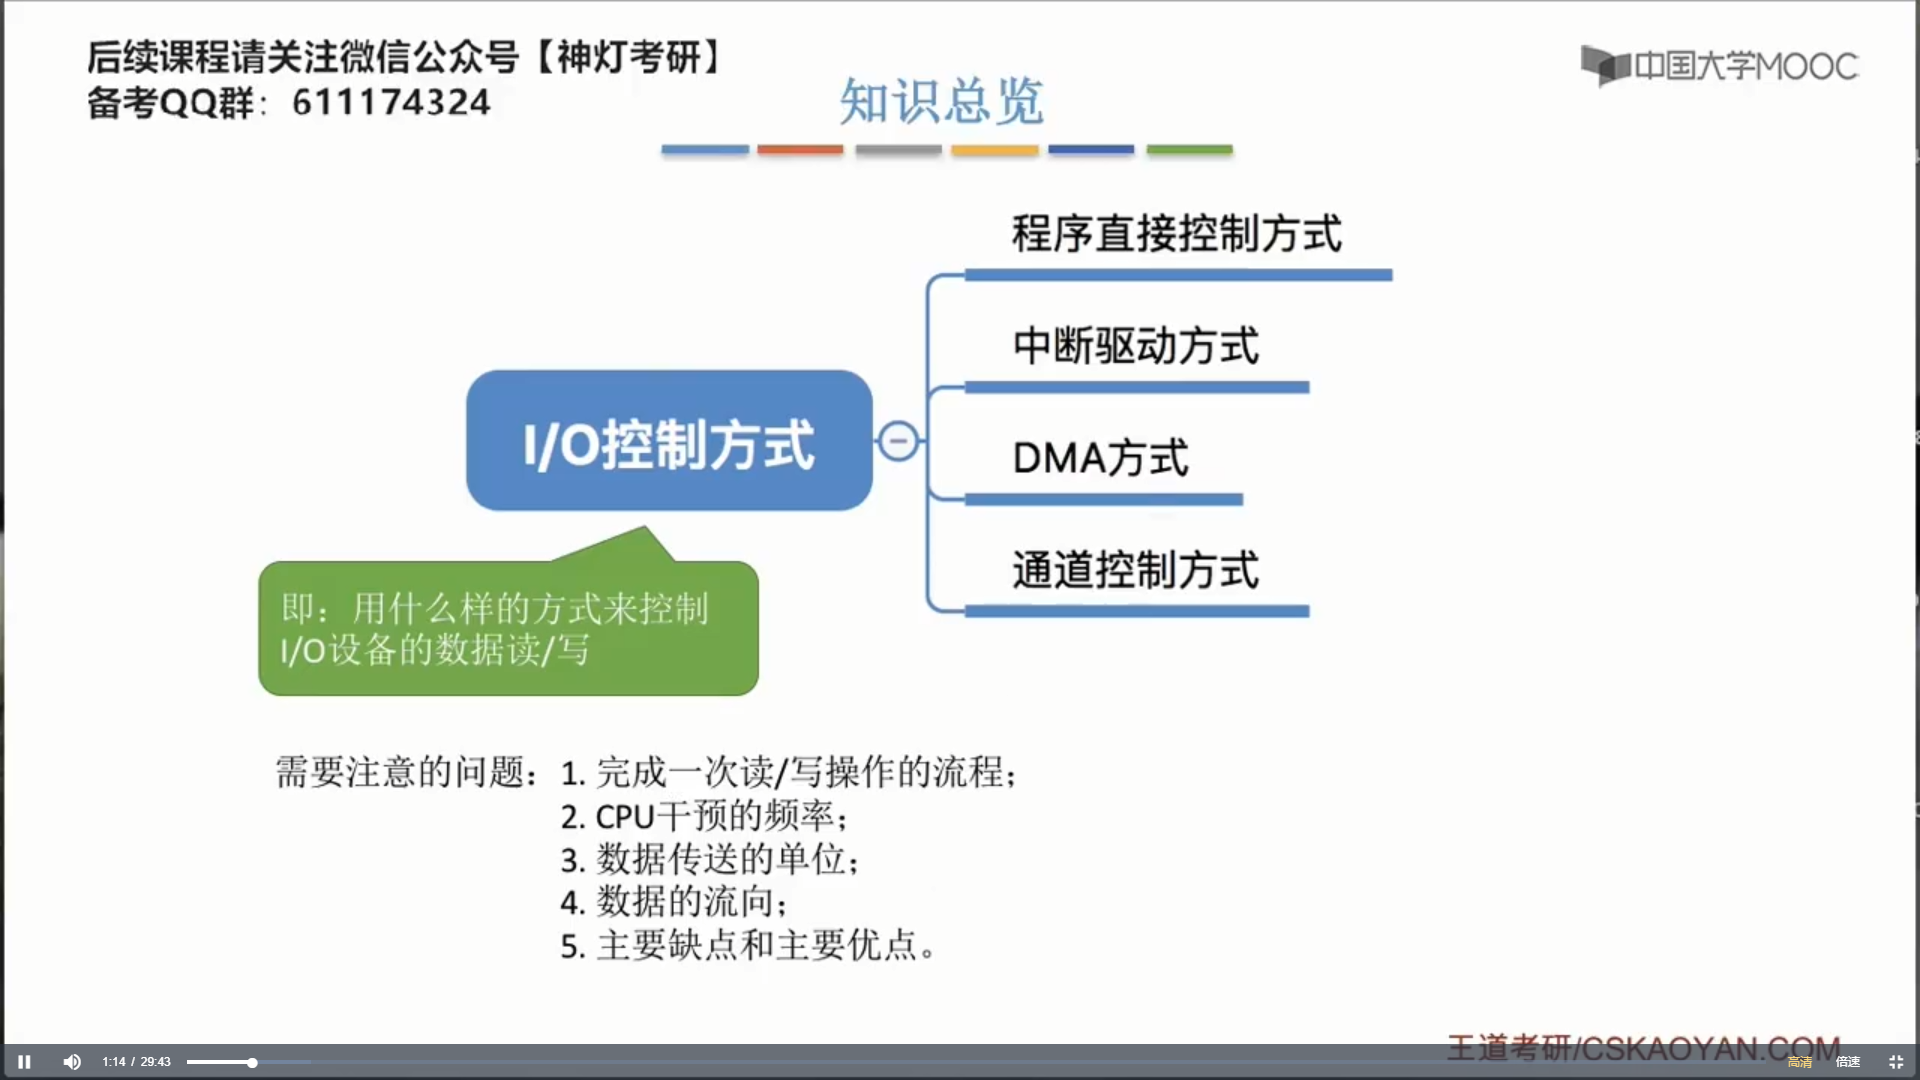 后续课程请关注微信公众号【神灯考研】
备考QQ群：611174324
中国大学MOOC
知识总览
程序直接控制方式
中断驱动方式
I/O控制方式
DMA方式
通道控制方式
即：用什么样的方式来控制
I/O设备的数据读/写
需要注意的问题：1. 完成一次读/写操作的流程；
2. CPU干预的频率；
3. 数据传送的单位；
4. 数据的流向；
5. 主要缺点和主要优点。
王道考研/CSKAOYAN.COM
1:14 / 29:43
高清
倍速